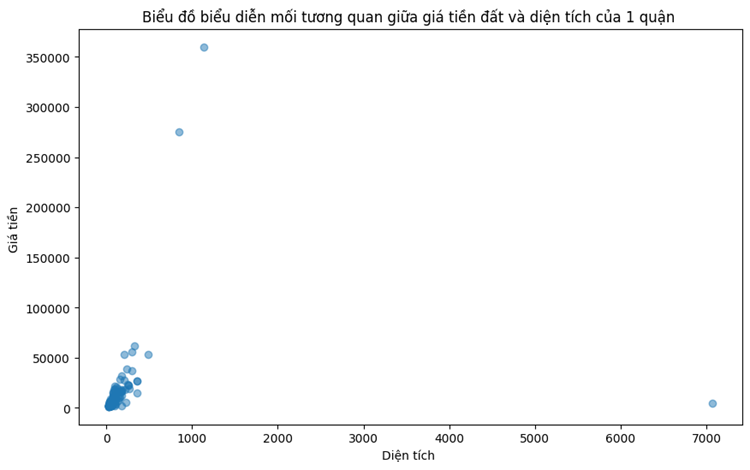 Biểu đồ biểu diễn mối tương quan giữa giá tiền đất và diện tích của 1 quận
350000
300000
250000
200000
150000
100000
50000
0
Giá tiền
0 1000 2000 3000 4000 5000 6000 7000
Diện tích